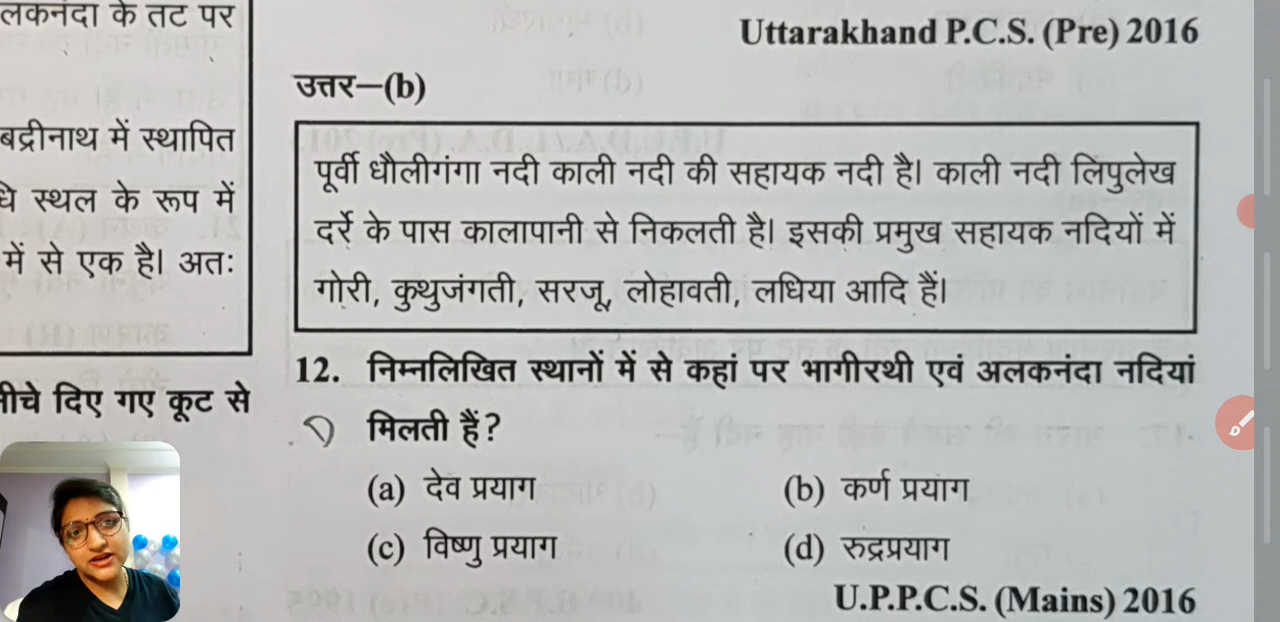 लकनंदा के तट पर
बद्रीनाथ में स्थापित
स्थल के रूप में
में से एक है। अतः
नीचे दिए गए कूट से
Uttarakhand P.C.S. (Pre) 2016
उत्तर—(b)
पूर्वी धौलीगंगा नदी काली नदी की सहायक नदी है। काली नदी लिपुलेख
दर्रे के पास कालापानी से निकलती है। इसकी प्रमुख सहायक नदियों में
गोरी, कुथुजंगती, सरजू, लोहावती, लधिया आदि हैं।
12. निम्नलिखित स्थानों में से कहां पर भागीरथी एवं अलकनंदा नदियां
मिलती हैं?
(a) देव प्रयाग (b) कर्ण प्रयाग
(c) विष्णु प्रयाग (d) रुद्रप्रयाग
U.P.P.C.S. (Mains) 2016